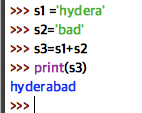 >>> s1 ='hydera'
>>> s2='bad'
>>> s3=s1+s2
>>> print(s3)
hyderabad
>>>